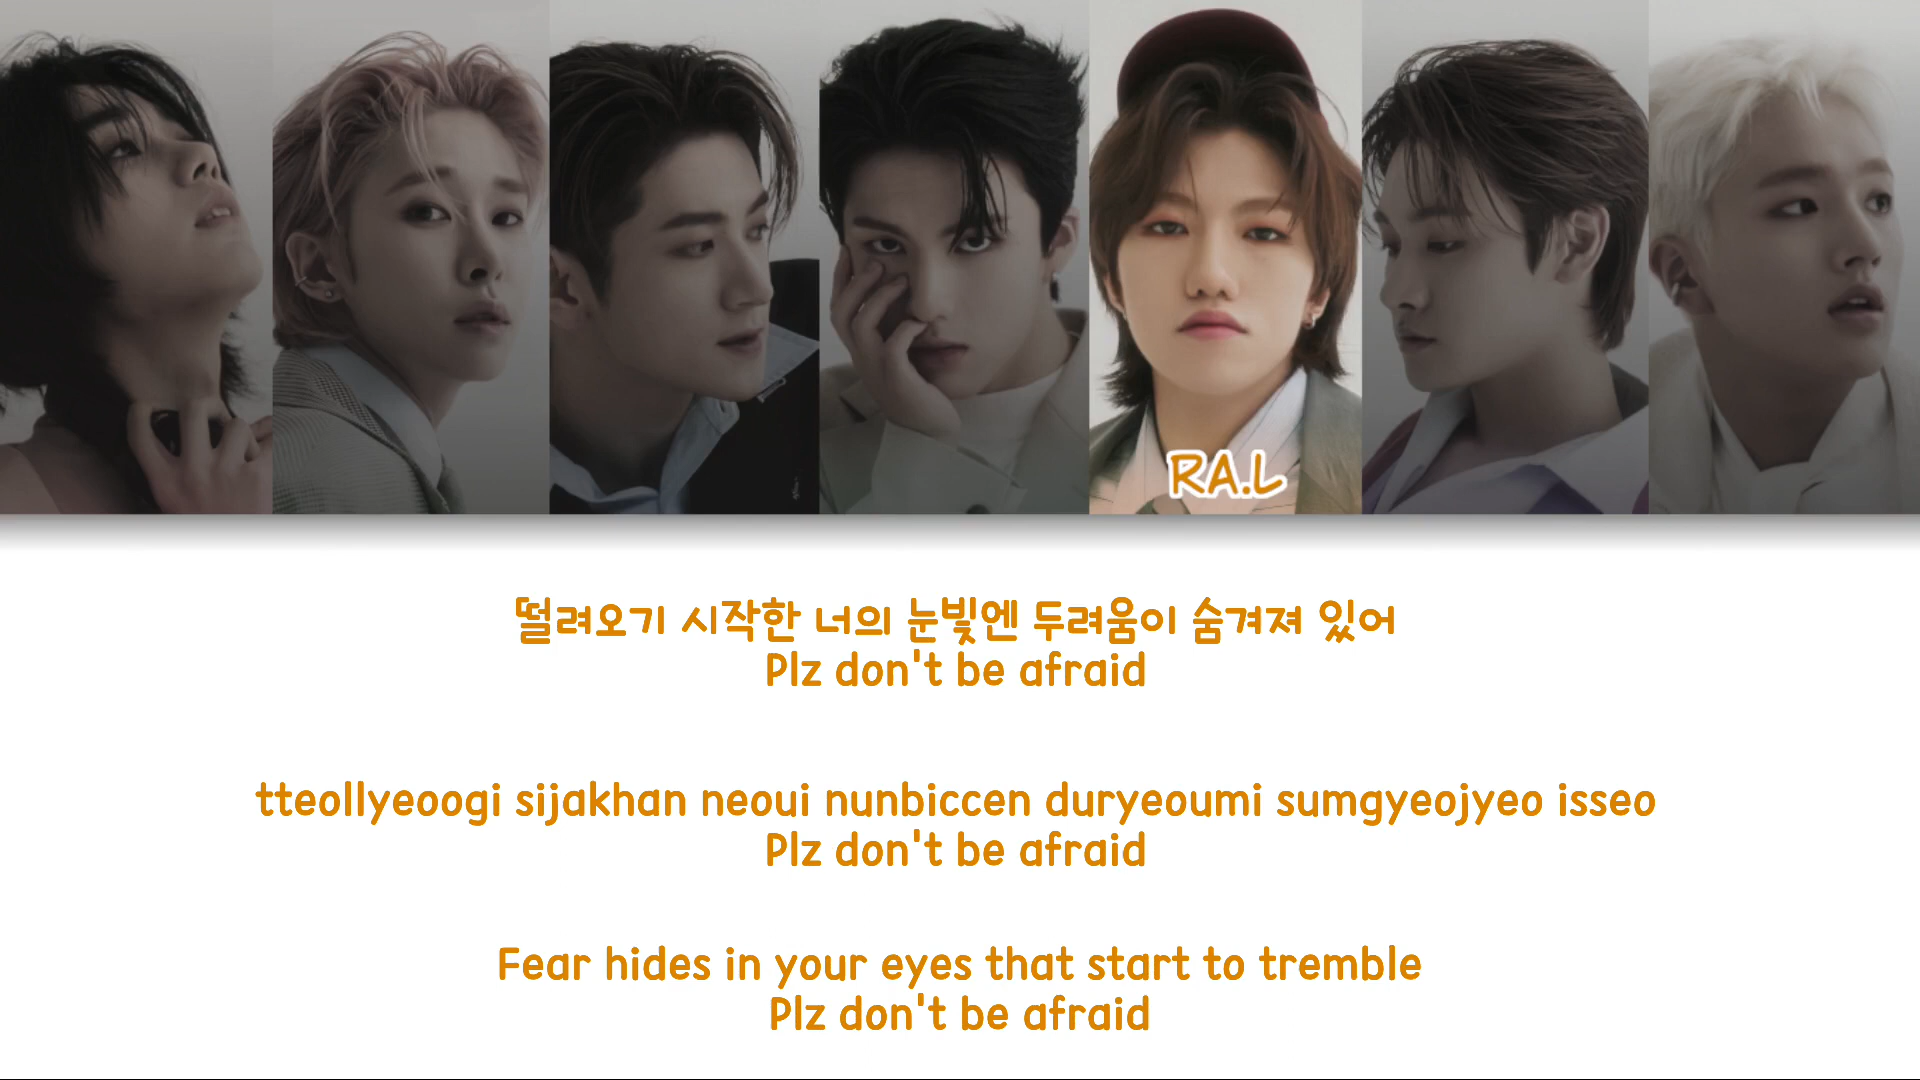 RA.L
떨려오기 시작한 너의 눈빛엔 두려움이 숨겨져 있어
Plz don't be afraid
tteollyeoogi sijakhan neoui nunbiccen duryeoumi sumgyeojyeo isseo
Plz don't be afraid
Fear hides in your eyes that start to tremble
Plz don't be afraid